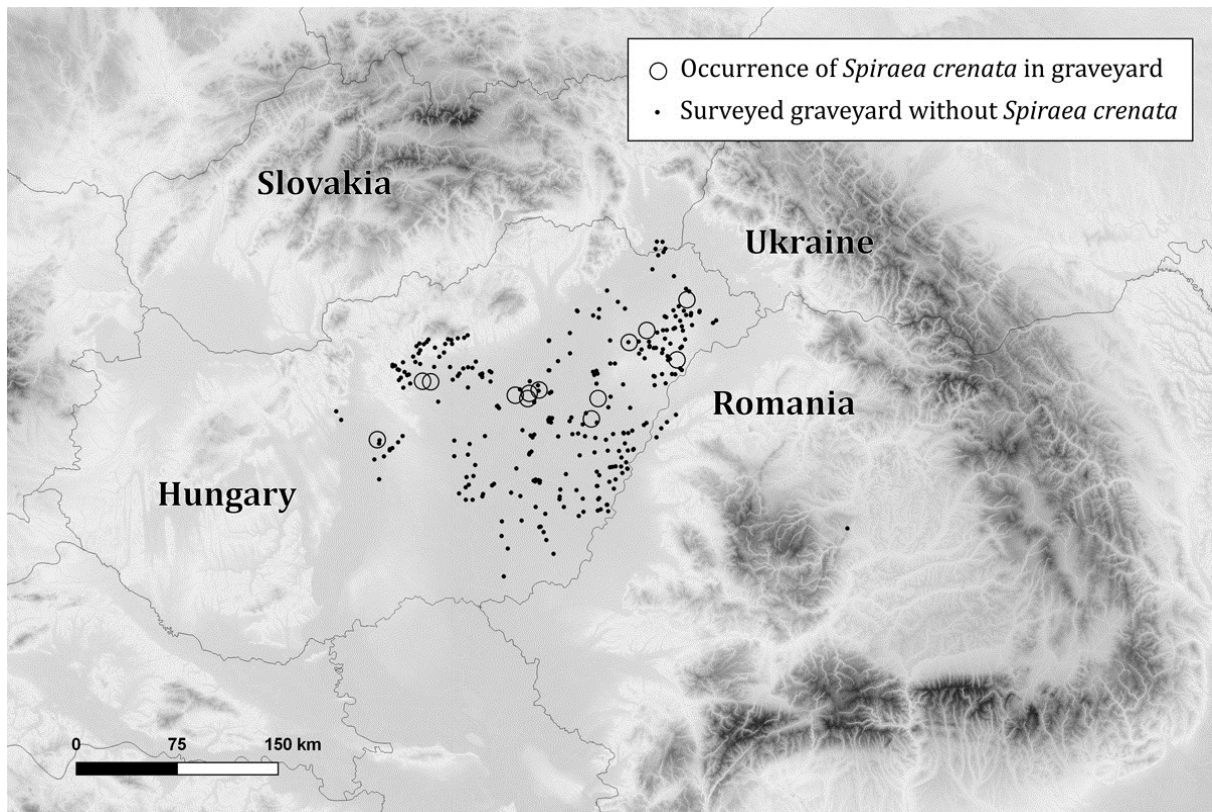 Occurrence of Spiraea crenata in graveyard
Surveyed graveyard without Spiraea crenata
Slovakia
Ukraine
Romania
Hungary
0 75 150 km